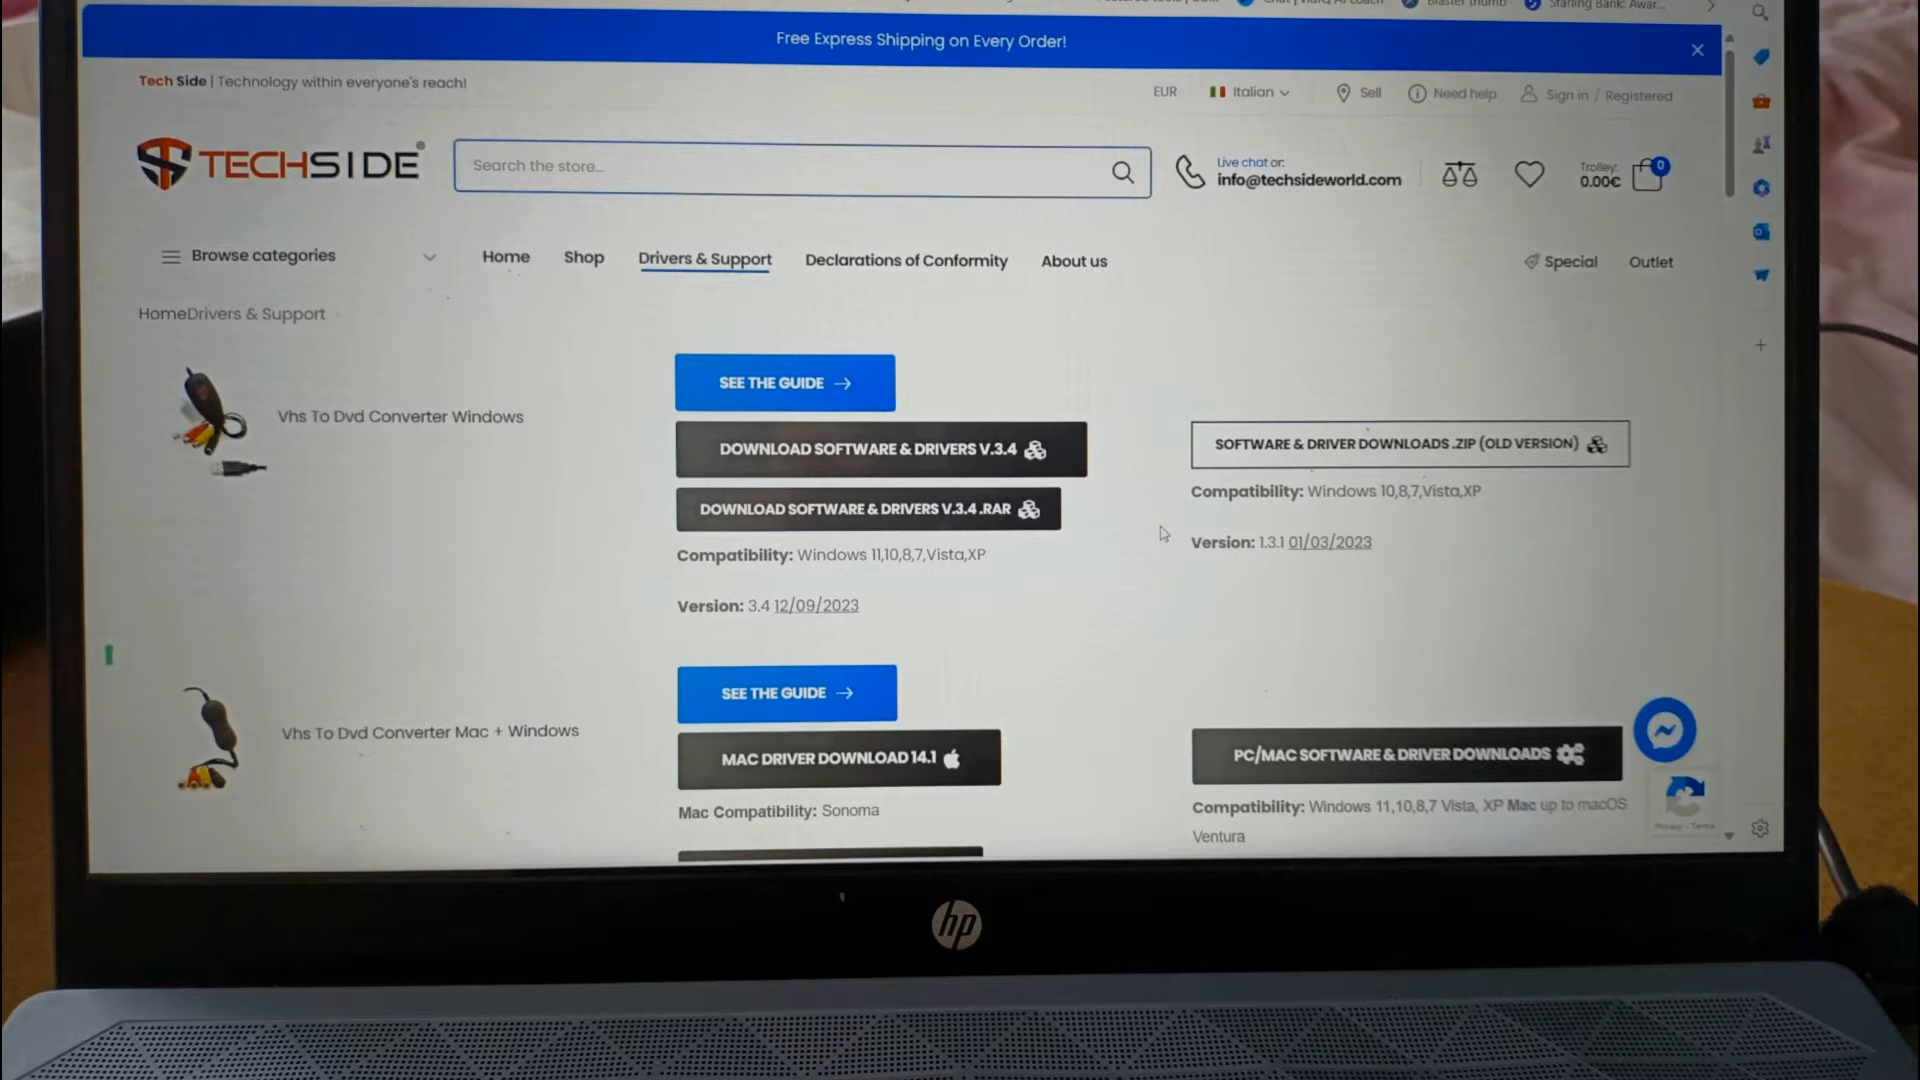 Free Express Shipping on Every Order!
Tech Side | Technology within everyone's reach!
EUR
Italian
Sell
Need help
Sign in / Registered
TECHSIDE®
Search the store...
Live chat or:
info@techsideworld.com
Trolley:
0.00€
0
Browse categories
Home
Shop
Drivers & Support
Declarations of Conformity
About us
Special
Outlet
HomeDrivers & Support
Vhs To Dvd Converter Windows
SEE THE GUIDE →
DOWNLOAD SOFTWARE & DRIVERS V.3.4
DOWNLOAD SOFTWARE & DRIVERS V.3.4 .RAR
Compatibility: Windows 11,10,8,7,Vista,XP
Version: 3.4 12/09/2023
SOFTWARE & DRIVER DOWNLOADS .ZIP (OLD VERSION)
Compatibility: Windows 10,8,7,Vista,XP
Version: 1.3.1 01/03/2023
Vhs To Dvd Converter Mac + Windows
SEE THE GUIDE →
MAC DRIVER DOWNLOAD 14.1
Mac Compatibility: Sonoma
PC/MAC SOFTWARE & DRIVER DOWNLOADS
Compatibility: Windows 11,10,8,7 Vista, XP Mac up to macOS
Ventura
Privacy - Terms
hp